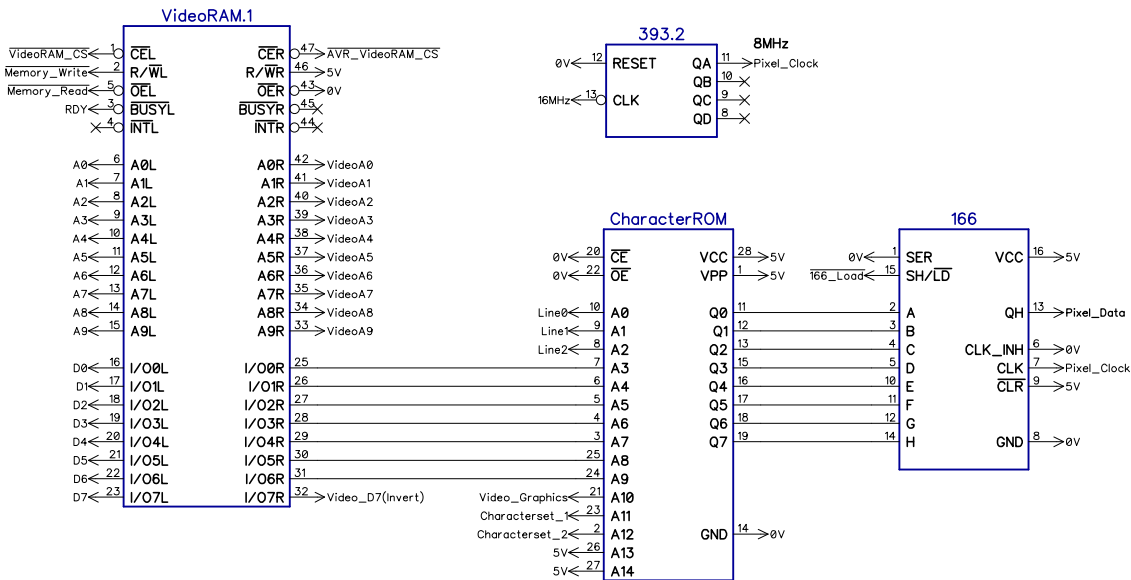 VideoRAM.1
VideoRAM_CS 1 CEL CER 47 AVR_VideoRAM_CS
Memory_Write 2 R/WL R/WR 46 5V
Memory_Read 5 OEL OER 43 0V
RDY 3 BUSYL BUSYR 45
4 INTL INTR 44
A0 6 A0L A0R 42 VideoA0
A1 7 A1L A1R 41 VideoA1
A2 8 A2L A2R 40 VideoA2
A3 9 A3L A3R 39 VideoA3
A4 10 A4L A4R 38 VideoA4
A5 11 A5L A5R 37 VideoA5
A6 12 A6L A6R 36 VideoA6
A7 13 A7L A7R 35 VideoA7
A8 14 A8L A8R 34 VideoA8
A9 15 A9L A9R 33 VideoA9
D0 16 I/O0L I/O0R 25
D1 17 I/O1L I/O1R 26
D2 18 I/O2L I/O2R 27
D3 19 I/O3L I/O3R 28
D4 20 I/O4L I/O4R 29
D5 21 I/O5L I/O5R 30
D6 22 I/O6L I/O6R 31
D7 23 I/O7L I/O7R 32 Video_D7(Invert)
393.2
8MHz
0V 12 RESET QA 11 Pixel_Clock
QB 10
16MHz 13 CLK QC 9
QD 8
CharacterROM
0V 20 CE VCC 28 5V
0V 22 OE VPP 1 5V
Line0 10 A0 Q0 11
Line1 9 A1 Q1 12
Line2 8 A2 Q2 13
7 A3 Q3 15
6 A4 Q4 16
5 A5 Q5 17
4 A6 Q6 18
3 A7 Q7 19
25 A8
24 A9
Video_Graphics 21 A10
Characterset_1 23 A11
Characterset_2 2 A12 GND 14 0V
5V 26 A13
5V 27 A14
166
0V 1 SER VCC 16 5V
166_Load 15 SH/LD
2 A QH 13 Pixel_Data
3 B
4 C CLK_INH 6 0V
5 D CLK 7 Pixel_Clock
10 E CLR 9 5V
11 F
12 G
14 H GND 8 0V